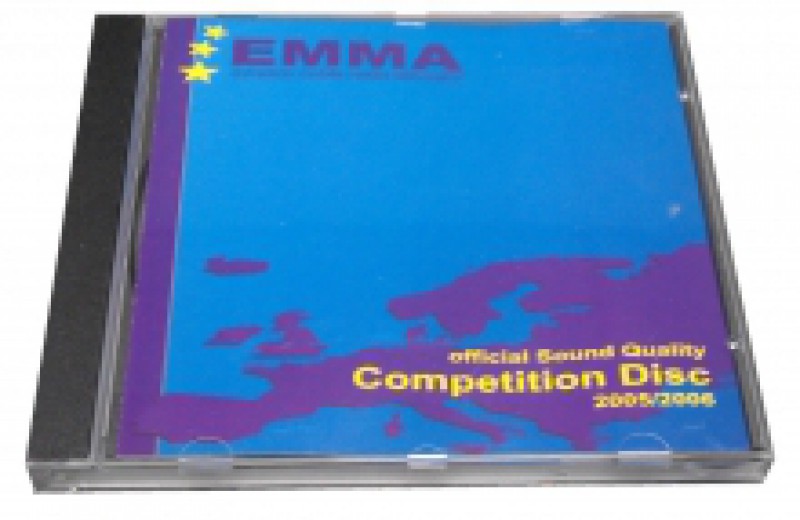 EMMA
official Sound Quality
Competition Disc
2005/2006